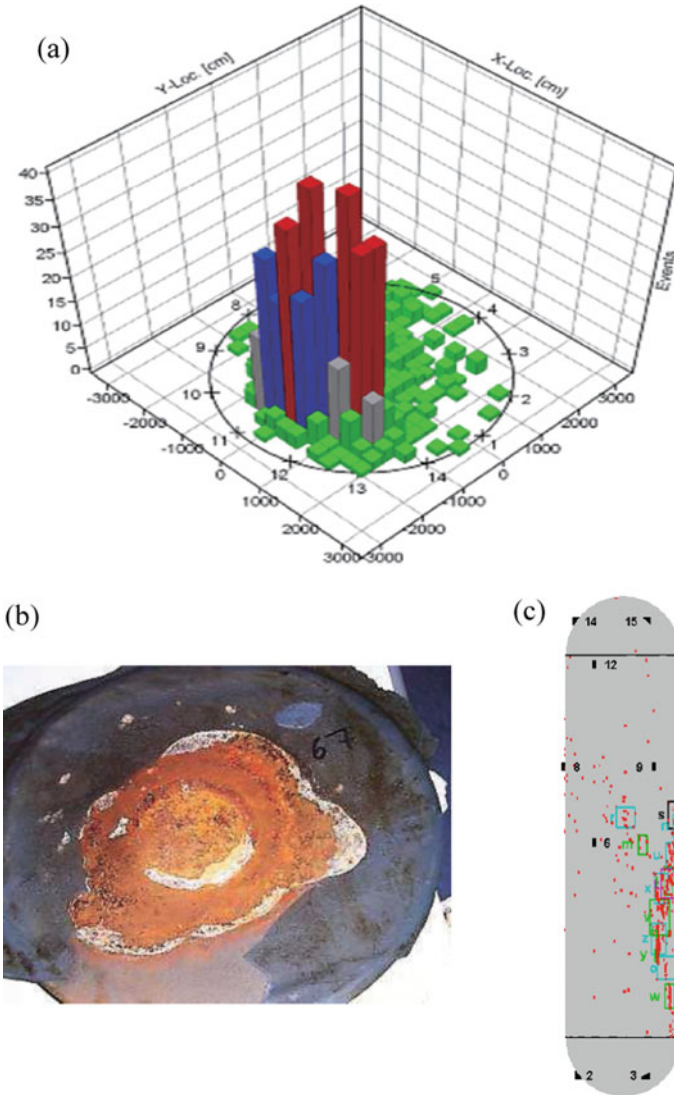 (a)
Y-Loc. [cm]
X-Loc. [cm]
Events
40
35
30
25
20
15
10
5
0
-3000
-2000
-1000
0
1000
2000
3000
-3000
-2000
-1000
0
1000
2000
3000
5
4
3
2
1
14
13
12
11
10
9
8
(b)
67
(c)
14 15
12
8 9
r s
n
6 m
u
x
v
z
y
o
w
2 3